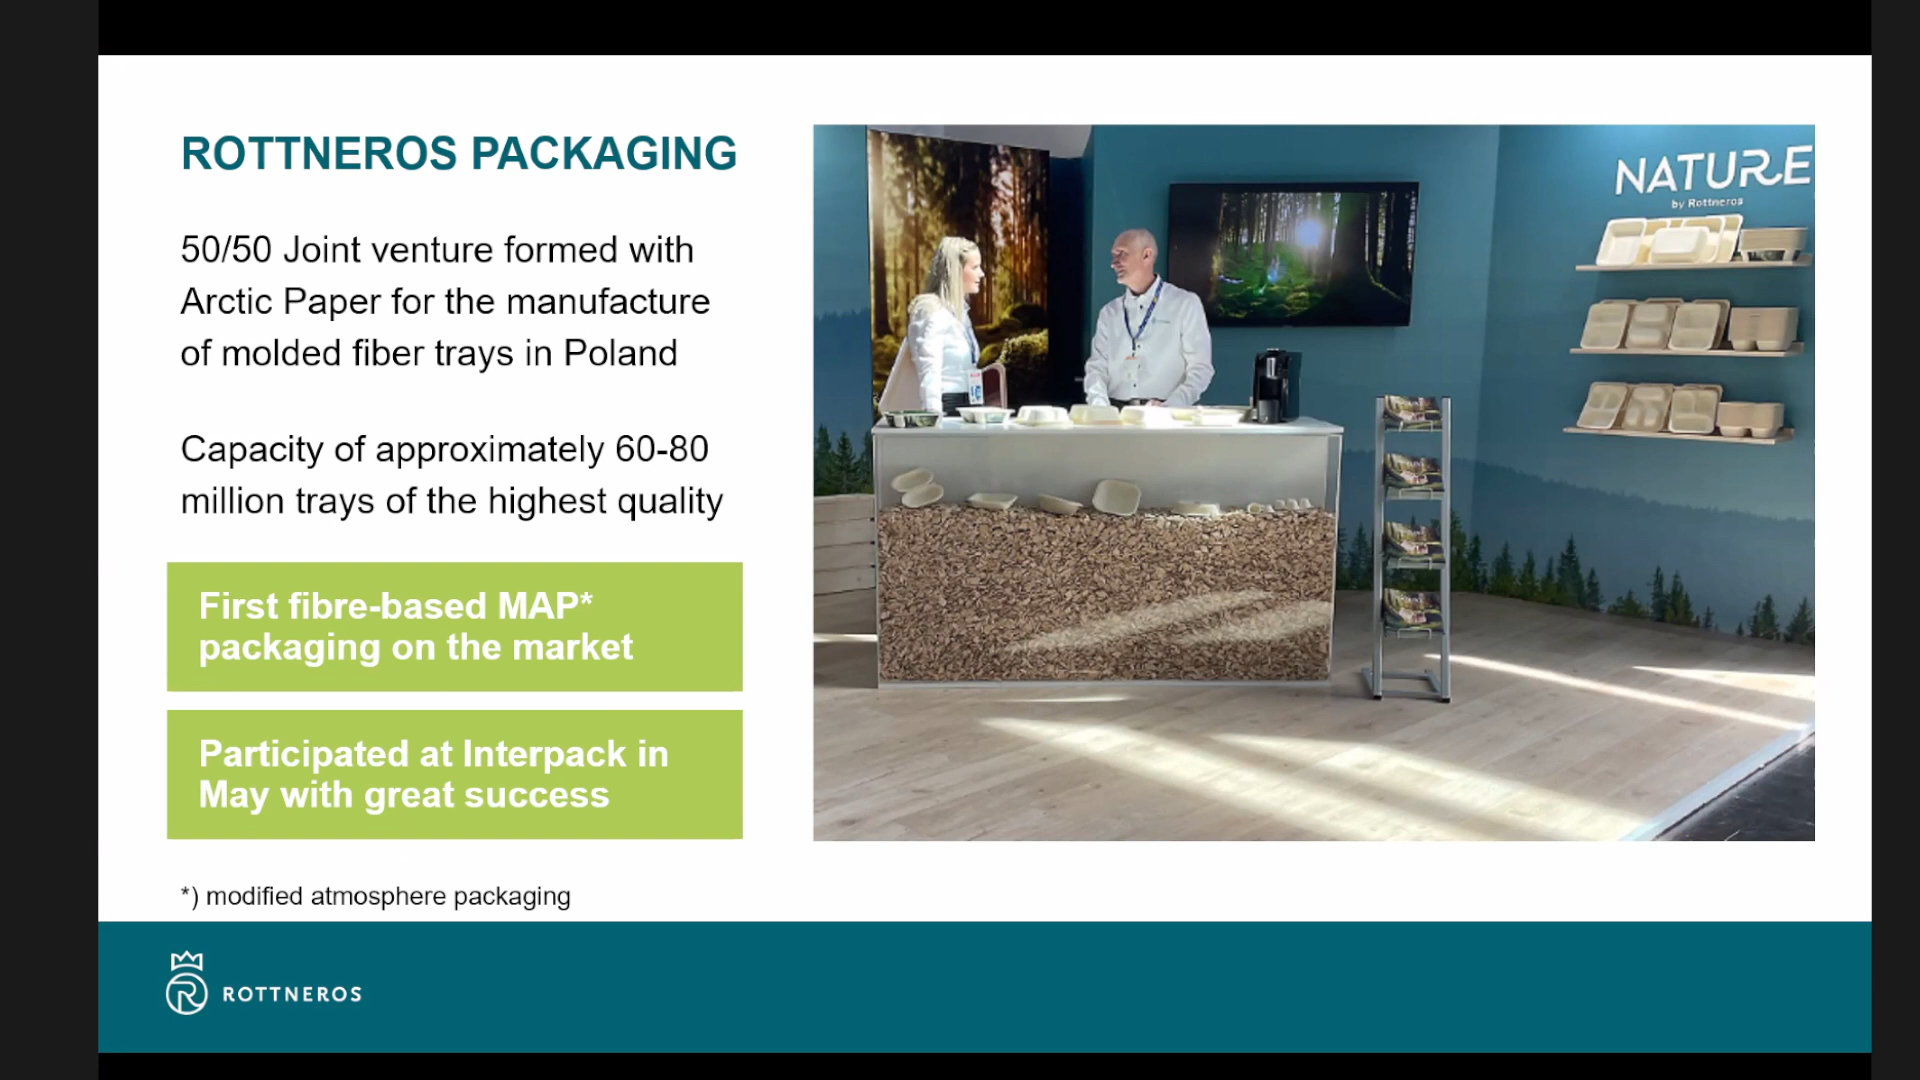 ROTTNEROS PACKAGING
50/50 Joint venture formed with
Arctic Paper for the manufacture
of molded fiber trays in Poland
Capacity of approximately 60-80
million trays of the highest quality
First fibre-based MAP*
packaging on the market
Participated at Interpack in
May with great success
*) modified atmosphere packaging
NATURE
by Rottneros
ROTTNEROS